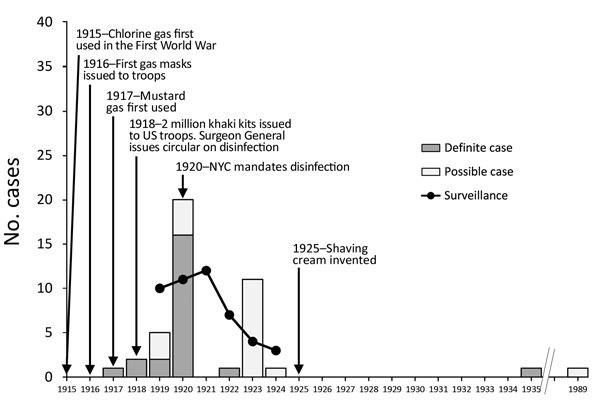 40
35
30
25
20
15
10
5
0
No. cases
1915–Chlorine gas first
used in the First World War
1916–First gas masks
issued to troops
1917–Mustard
gas first used
1918–2 million khaki kits issued
to US troops. Surgeon General
issues circular on disinfection
1920–NYC mandates disinfection
1925–Shaving
cream invented
Definite case
Possible case
Surveillance
1915 1916 1917 1918 1919 1920 1921 1922 1923 1924 1925 1926 1927 1928 1929 1930 1931 1932 1933 1934 1935 1989